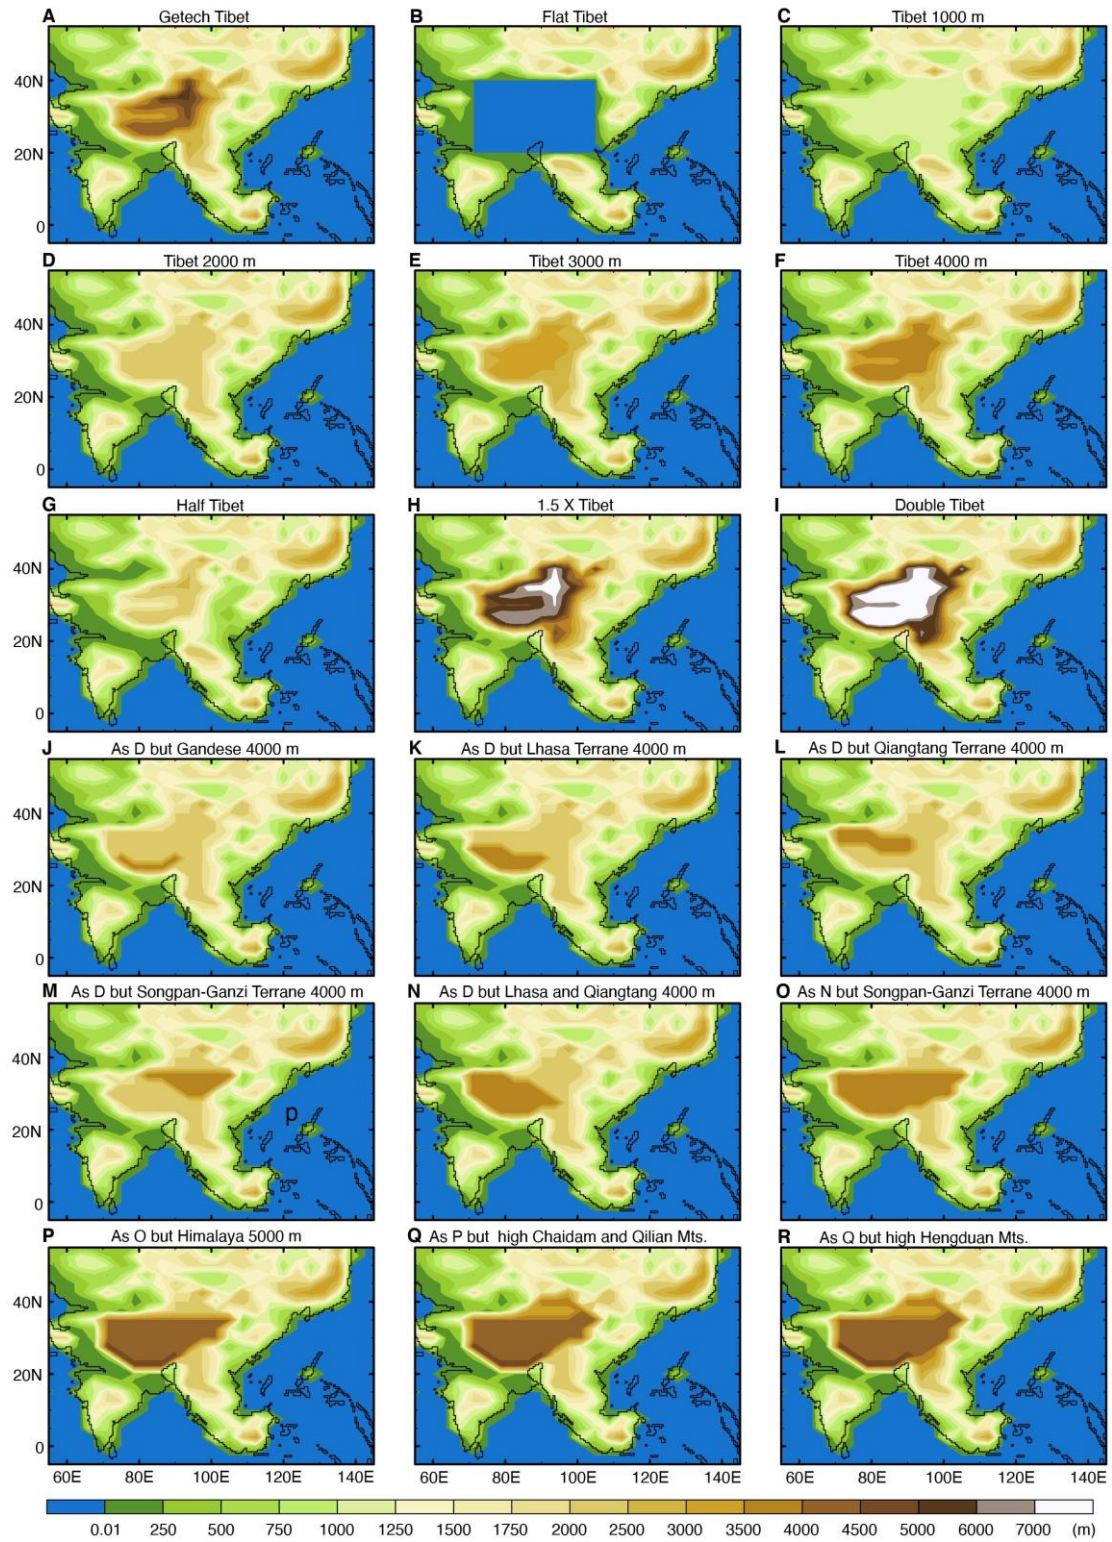 A Getech Tibet
B Flat Tibet
C Tibet 1000 m
40N
20N
0
D Tibet 2000 m
E Tibet 3000 m
F Tibet 4000 m
40N
20N
0
G Half Tibet
H 1.5 X Tibet
I Double Tibet
40N
20N
0
J As D but Gandese 4000 m
K As D but Lhasa Terrane 4000 m
L As D but Qiangtang Terrane 4000 m
40N
20N
0
M As D but Songpan-Ganzi Terrane 4000 m
N As D but Lhasa and Qiangtang 4000 m
O As N but Songpan-Ganzi Terrane 4000 m
40N
p
20N
0
P As O but Himalaya 5000 m
Q As P but high Chaidam and Qilian Mts.
R As Q but high Hengduan Mts.
40N
20N
0
60E 80E 100E 120E 140E 60E 80E 100E 120E 140E 60E 80E 100E 120E 140E
0.01 250 500 750 1000 1250 1500 1750 2000 2500 3000 3500 4000 4500 5000 6000 7000 (m)